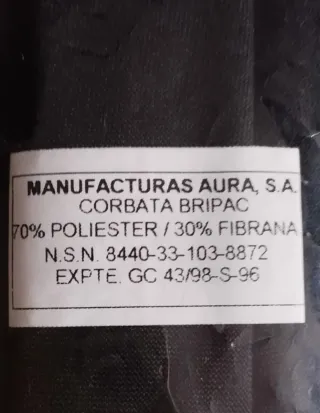 MANUFACTURAS AURA, S.A.
CORBATA BRIPAC
70% POLIESTER / 30% FIBRANA
N.S.N. 8440-33-103-8872
EXPTE. GC 43/98-S-96